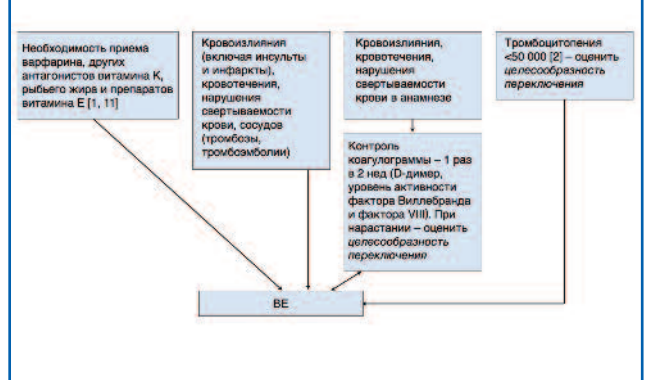 Необходимость приема
варфарина, других
антагонистов витамина К,
рыбьего жира и препаратов
витамина Е [1, 11]
Кровоизлияния
(включая инсульты
и инфаркты),
кровотечения,
нарушения
свертываемости
крови, сосудов
(тромбозы,
тромбоэмболии)
Кровоизлияния,
кровотечения,
нарушения
свертываемости
крови в анамнезе
Контроль
коагулограммы – 1 раз
в 2 нед (D-димер,
уровень активности
фактора Виллебранда
и фактора VIII). При
нарастании – оценить
целесообразность
переключения
Тромбоцитопения
<50 000 [2] – оценить
целесообразность
переключения
ВЕ